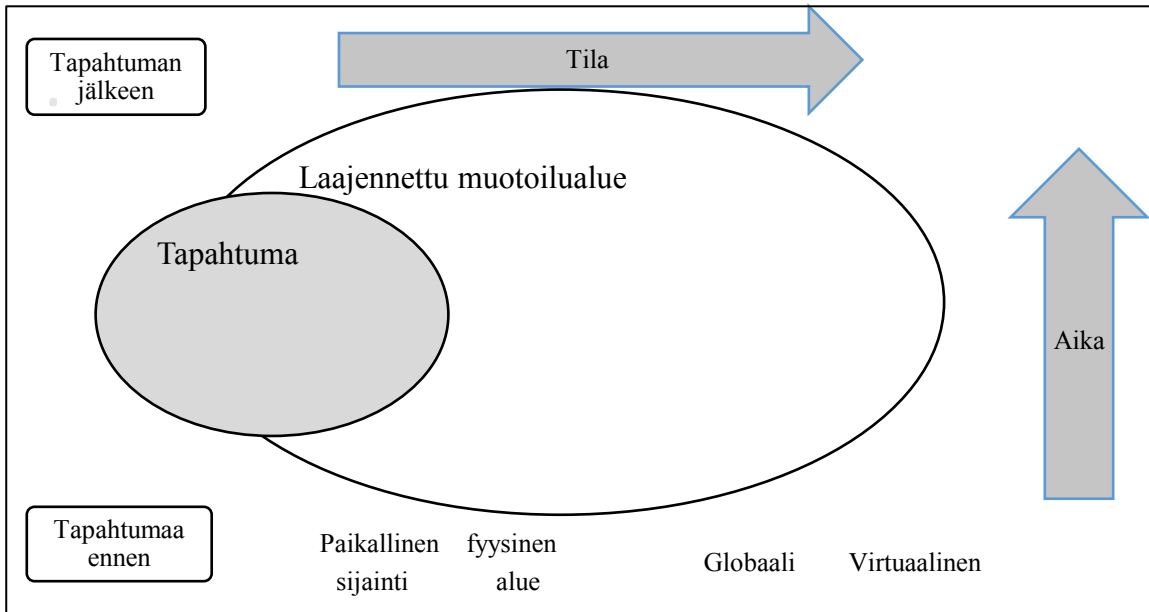 Tapahtuman
jälkeen
Tila
Laajennettu muotoilualue
Tapahtuma
Aika
Tapahtumaa
ennen
Paikallinen
sijainti
fyysinen
alue
Globaali
Virtuaalinen